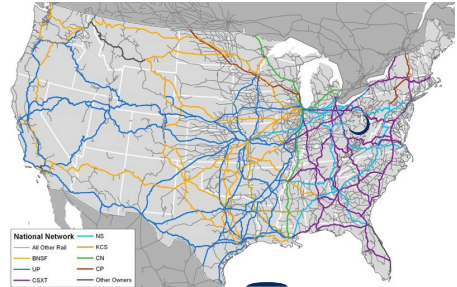 National Network
All Other Rail
BNSF
UP
CSXT
NS
KCS
CN
CP
Other Owners